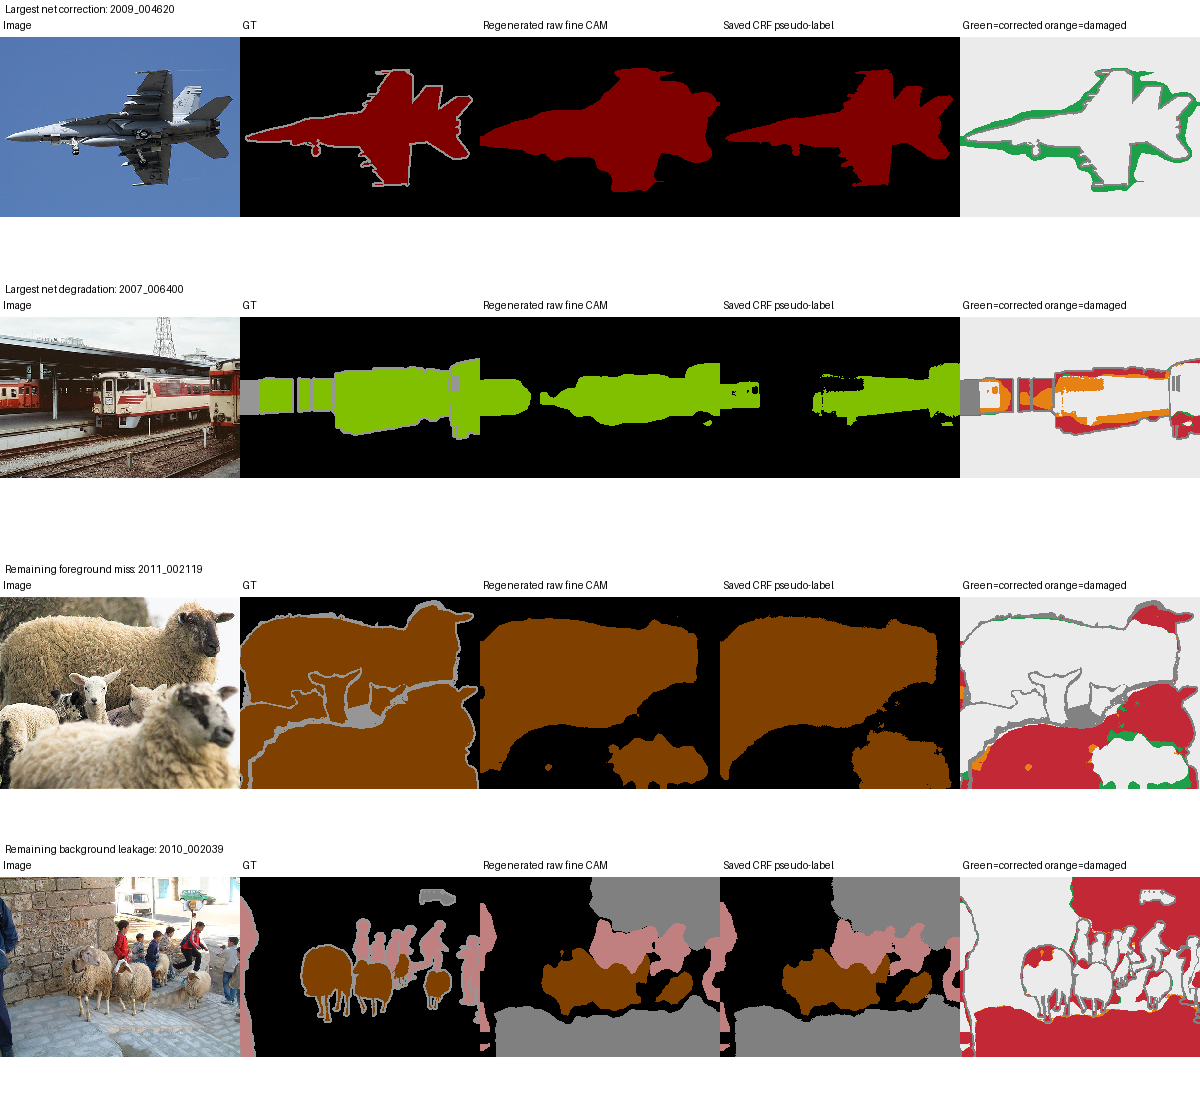 Largest net correction: 2009_004620
Image GT Regenerated raw fine CAM Saved CRF pseudo-label Green=corrected orange=damaged
Largest net degradation: 2007_006400
Image GT Regenerated raw fine CAM Saved CRF pseudo-label Green=corrected orange=damaged
Remaining foreground miss: 2011_002119
Image GT Regenerated raw fine CAM Saved CRF pseudo-label Green=corrected orange=damaged
Remaining background leakage: 2010_002039
Image GT Regenerated raw fine CAM Saved CRF pseudo-label Green=corrected orange=damaged